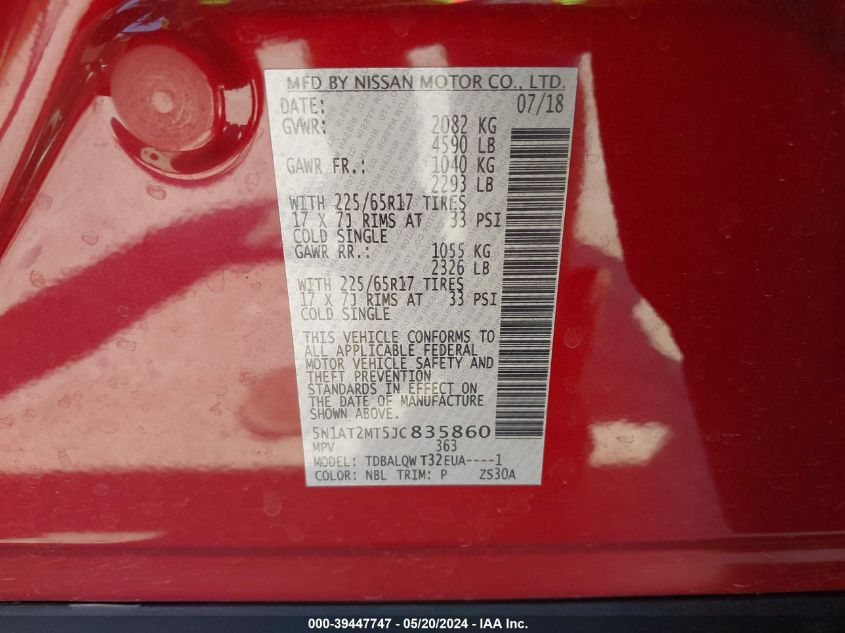 MFD BY NISSAN MOTOR CO., LTD.
DATE: 07/18
GVWR: 2082 KG
4590 LB
GAWR FR.: 1040 KG
2293 LB
WITH 225/65R17 TIRES
17 X 7J RIMS AT 33 PSI
COLD SINGLE
GAWR RR.: 1055 KG
2326 LB
WITH 225/65R17 TIRES
17 X 7J RIMS AT 33 PSI
COLD SINGLE
THIS VEHICLE CONFORMS TO
ALL APPLICABLE FEDERAL
MOTOR VEHICLE SAFETY AND
THEFT PREVENTION
STANDARDS IN EFFECT ON
THE DATE OF MANUFACTURE
SHOWN ABOVE.
5N1AT2MT5JC835860
MPV 363
MODEL: TDBALQW T32EUA----1
COLOR: NBL TRIM: P ZS30A
000-39447747 - 05/20/2024 - IAA Inc.